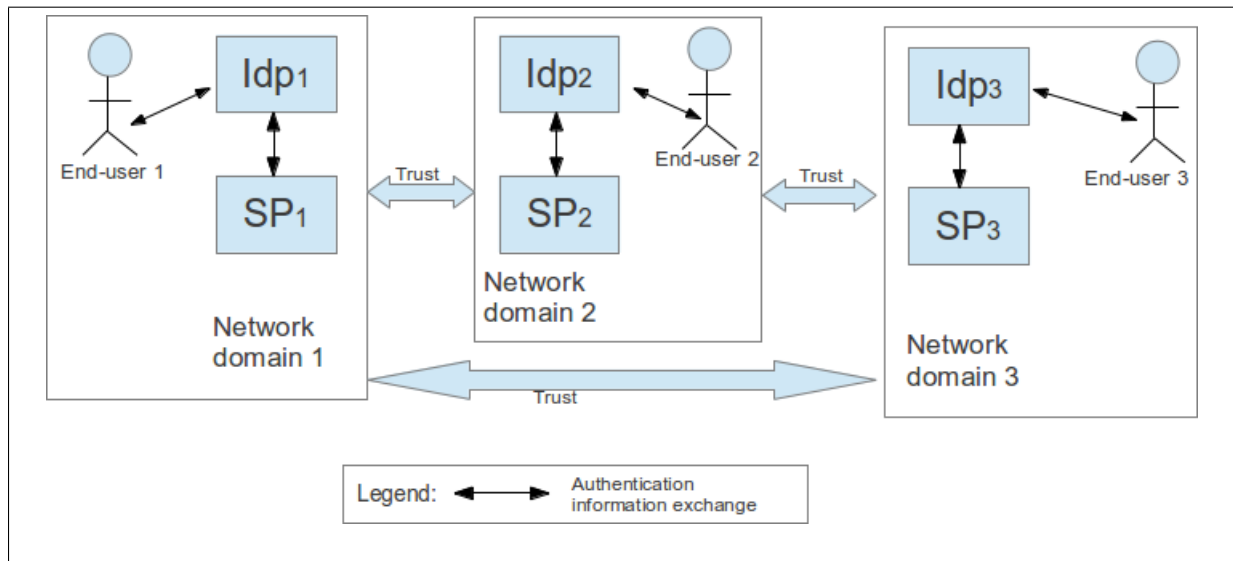 Idp1
End-user 1
SP1
Network
domain 1
Trust
Idp2
End-user 2
SP2
Network
domain 2
Trust
Idp3
End-user 3
SP3
Network
domain 3
Trust
Legend:
Authentication
information exchange